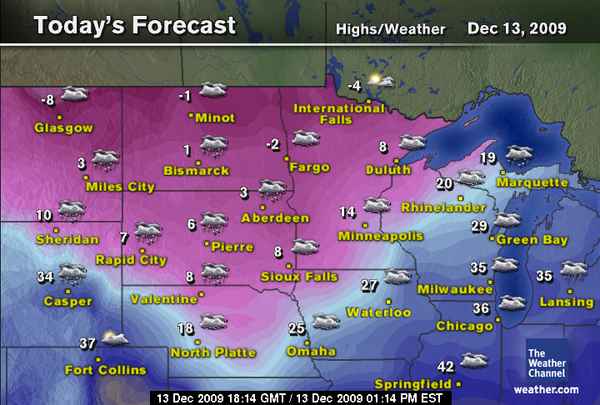 Today's Forecast
Highs/Weather Dec 13, 2009
-8
Glasgow
-1
Minot
-4
International
Falls
3
Miles City
1
Bismarck
-2
Fargo
8
Duluth
19
Marquette
20
Rhinelander
10
Sheridan
7
Rapid City
6
Pierre
3
Aberdeen
14
Minneapolis
29
Green Bay
34
Casper
8
Valentine
8
Sioux Falls
27
Waterloo
35
Milwaukee
35
Lansing
37
Fort Collins
18
North Platte
25
Omaha
36
Chicago
42
Springfield
The
Weather
Channel
weather.com
13 Dec 2009 18:14 GMT / 13 Dec 2009 01:14 PM EST